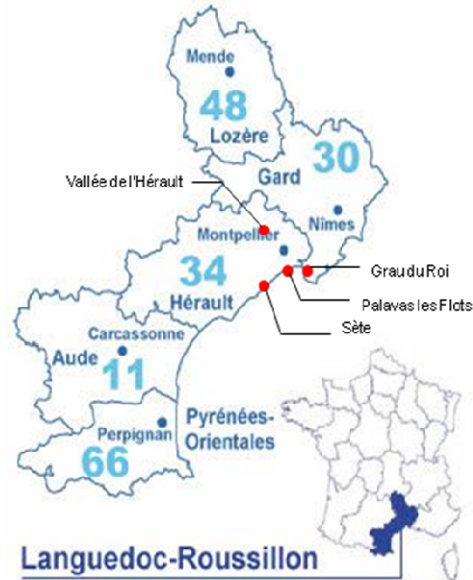 Mende
48
Lozère
30
Gard
Vallée de l'Hérault
Nîmes
Montpellier
34
Hérault
Grau du Roi
Palavas les Flots
Sète
Carcassonne
Aude
11
Pyrénées-
Orientales
Perpignan
66
Languedoc-Roussillon